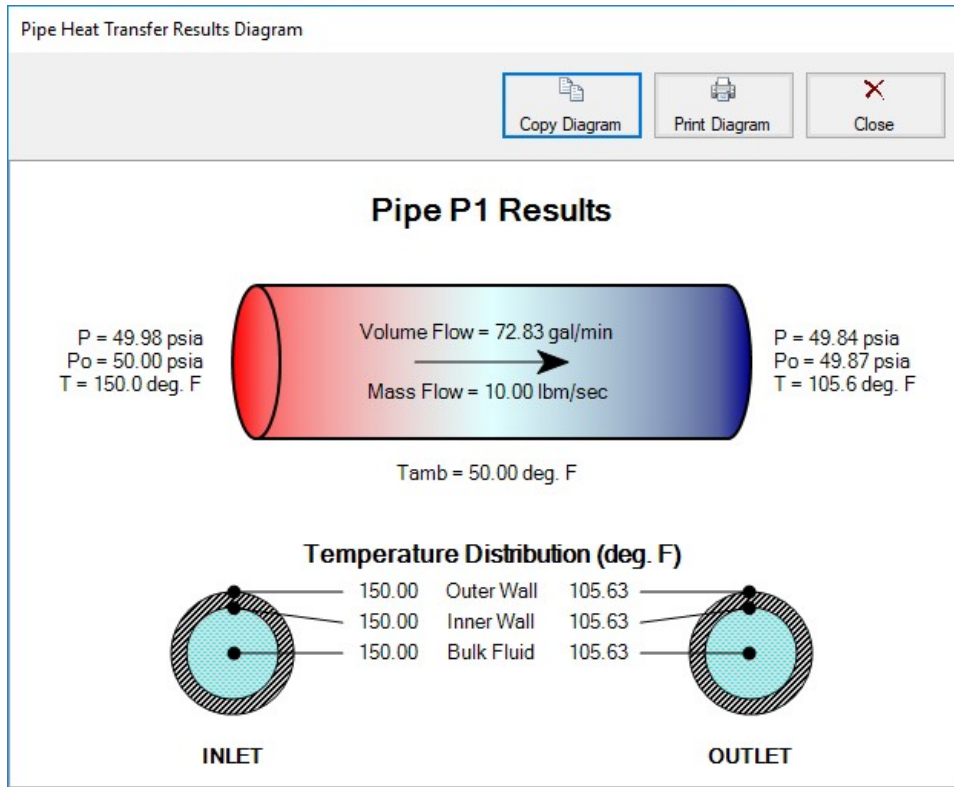 Pipe Heat Transfer Results Diagram
Copy Diagram
Print Diagram
Close
Pipe P1 Results
P = 49.98 psia
Po = 50.00 psia
T = 150.0 deg. F
Volume Flow = 72.83 gal/min
Mass Flow = 10.00 lbm/sec
P = 49.84 psia
Po = 49.87 psia
T = 105.6 deg. F
Tamb = 50.00 deg. F
Temperature Distribution (deg. F)
150.00 Outer Wall 105.63
150.00 Inner Wall 105.63
150.00 Bulk Fluid 105.63
INLET
OUTLET